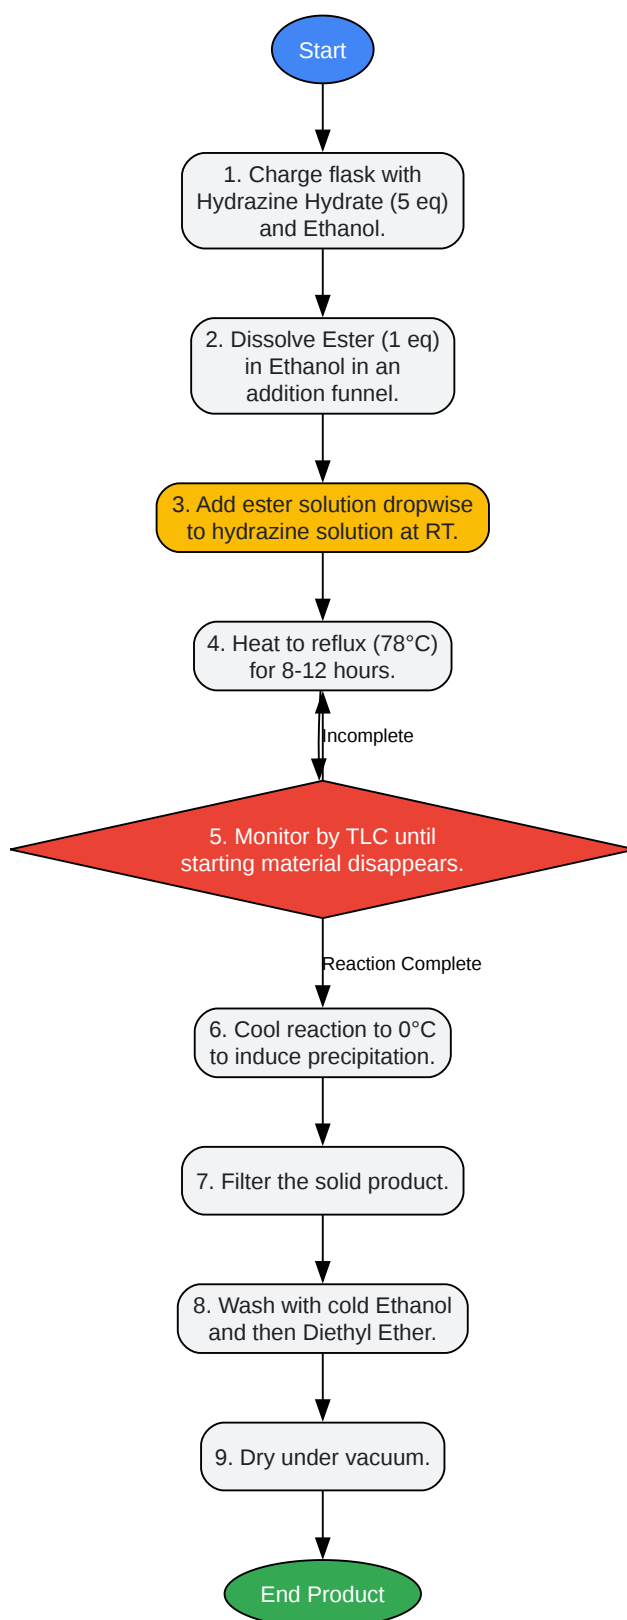 Start
1. Charge flask with
Hydrazine Hydrate (5 eq)
and Ethanol.
2. Dissolve Ester (1 eq)
in Ethanol in an
addition funnel.
3. Add ester solution dropwise
to hydrazine solution at RT.
4. Heat to reflux (78°C)
for 8-12 hours.
Incomplete
5. Monitor by TLC until
starting material disappears.
Reaction Complete
6. Cool reaction to 0°C
to induce precipitation.
7. Filter the solid product.
8. Wash with cold Ethanol
and then Diethyl Ether.
9. Dry under vacuum.
End Product